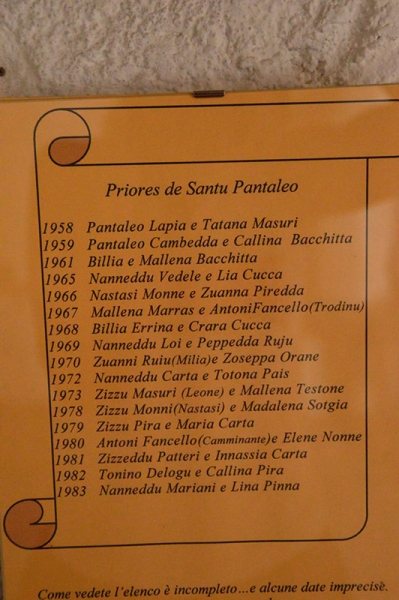 Priores de Santu Pantaleo
1958 Pantaleo Lapia e Tatana Masuri
1959 Pantaleo Cambedda e Callina Bacchitta
1961 Billia e Mallena Bacchitta
1965 Nanneddu Vedele e Lia Cucca
1966 Nastasi Monne e Zuanna Piredda
1967 Mallena Marras e AntoniFancello(Trodinu)
1968 Billia Errina e Crara Cucca
1969 Nanneddu Loi e Peppedda Ruju
1970 Zuanni Ruiu(Milia)e Zoseppa Orane
1972 Nanneddu Carta e Totona Pais
1973 Zizzu Masuri (Leone) e Mallena Testone
1978 Zizzu Monni(Nastasi) e Madalena Sotgia
1979 Zizzu Pira e Maria Carta
1980 Antoni Fancello(Camminante)e Elene Nonne
1981 Zizzeddu Patteri e Innassia Carta
1982 Tonino Delogu e Callina Pira
1983 Nanneddu Mariani e Lina Pinna
Come vedete l'elenco è incompleto...e alcune date imprecise.